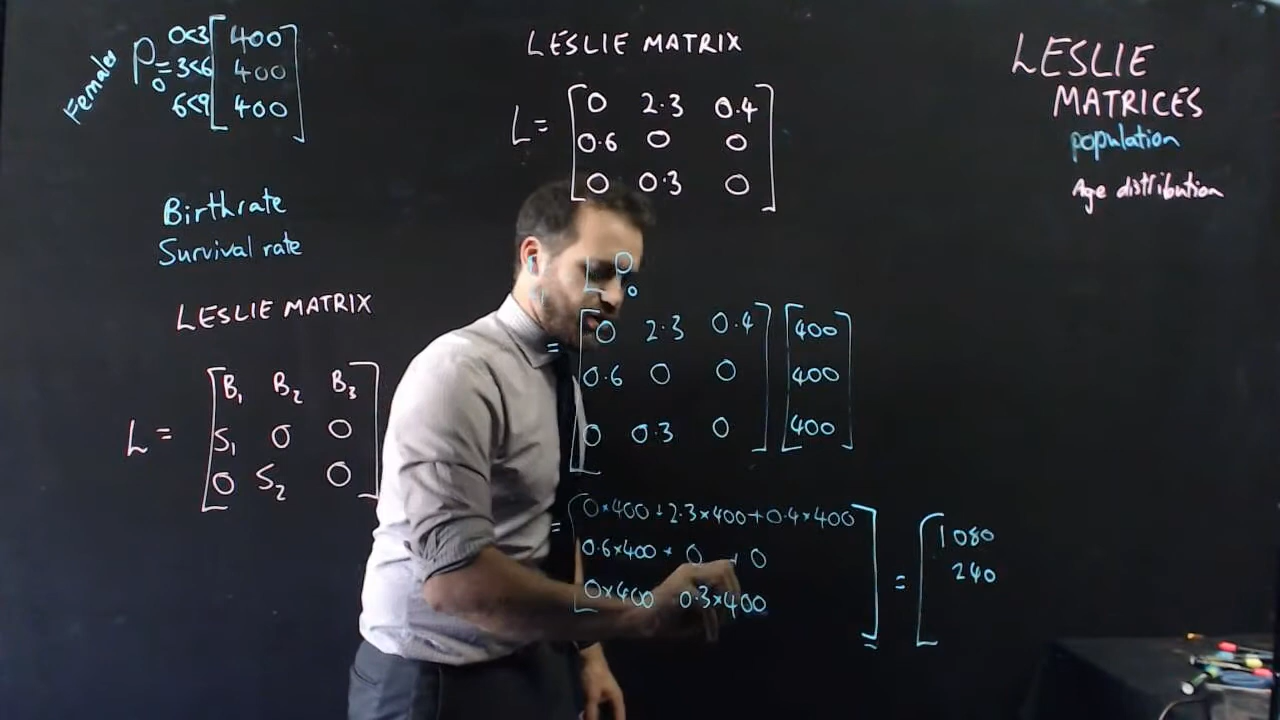 Females
P₀ =
0<3 [400]
3<6 [400]
6<9 [400]
Birthrate
Survival rate
LESLIE MATRIX
L =
B₁ B₂ B₃
S₁ 0 0
0 S₂ 0
LESLIE MATRIX
L =
0 2.3 0.4
0.6 0 0
0 0.3 0
L P₀
= [0 2.3 0.4] [400]
0.6 0 0 400
0 0.3 0 400
= [0×400 + 2.3×400 + 0.4×400] = [1080
0.6×400 + 0 + 0 240
0×400 0.3×400
LESLIE
MATRICES
population
Age distribution